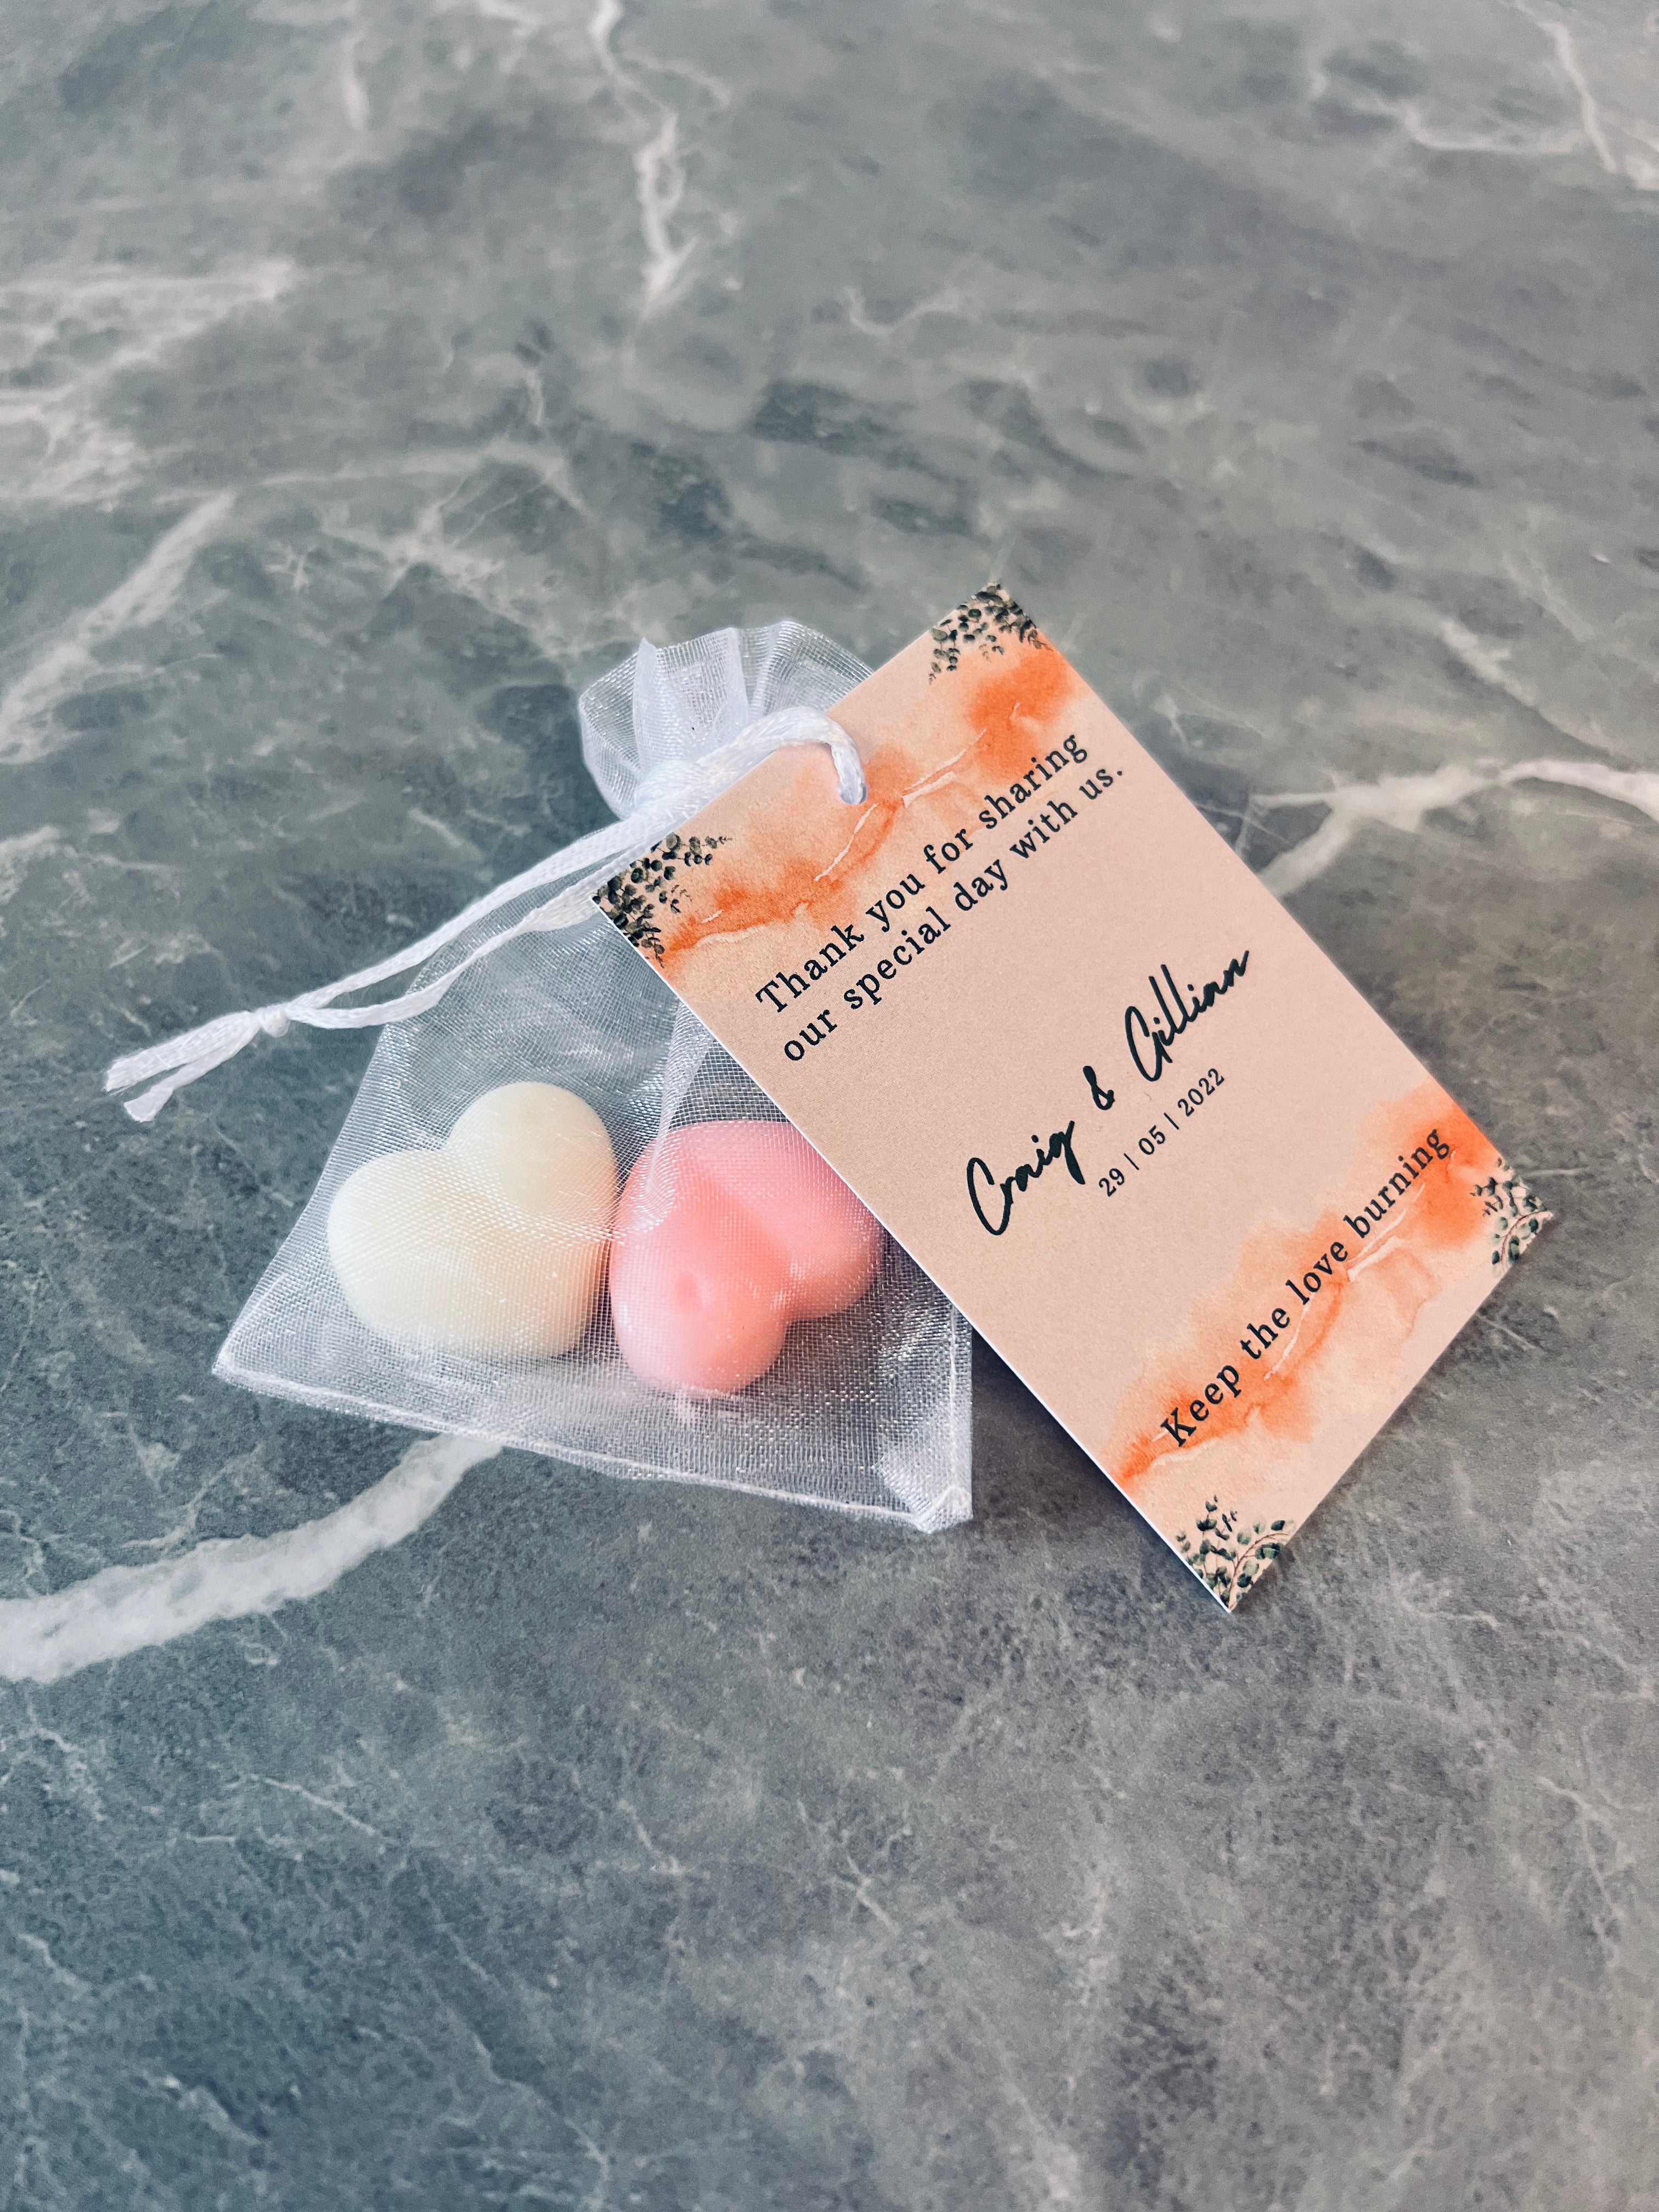 Thank you for sharing
our special day with us.
Craig & Gillian
29 | 05 | 2022
Keep the love burning